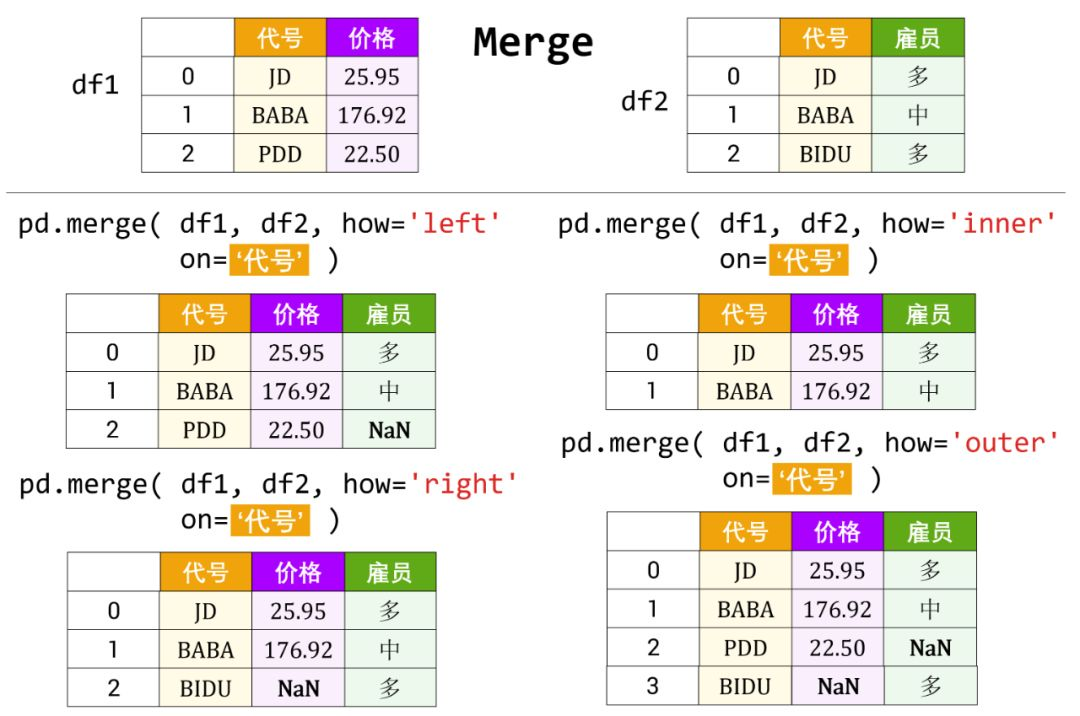 Merge
df1
代号 价格
0 JD 25.95
1 BABA 176.92
2 PDD 22.50
df2
代号 雇员
0 JD 多
1 BABA 中
2 BIDU 多
pd.merge( df1, df2, how='left'
on=‘代号’ )
代号 价格 雇员
0 JD 25.95 多
1 BABA 176.92 中
2 PDD 22.50 NaN
pd.merge( df1, df2, how='right'
on=‘代号’ )
代号 价格 雇员
0 JD 25.95 多
1 BABA 176.92 中
2 BIDU NaN 多
pd.merge( df1, df2, how='inner'
on=‘代号’ )
代号 价格 雇员
0 JD 25.95 多
1 BABA 176.92 中
pd.merge( df1, df2, how='outer'
on=‘代号’ )
代号 价格 雇员
0 JD 25.95 多
1 BABA 176.92 中
2 PDD 22.50 NaN
3 BIDU NaN 多